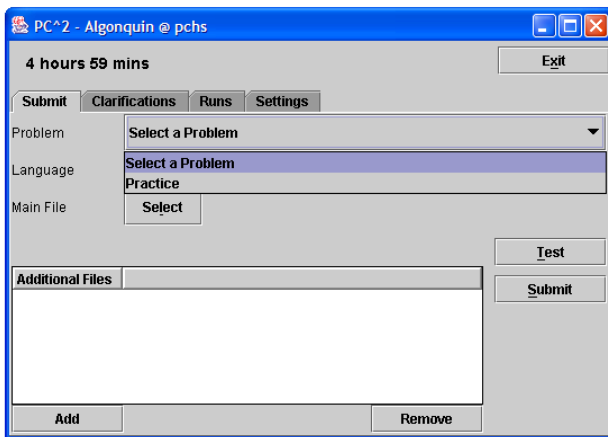 PC^2 - Algonquin @ pchs
4 hours 59 mins
Exit
Submit Clarifications Runs Settings
Problem Select a Problem
Language Select a Problem
Practice
Main File Select
Test
Additional Files
Submit
Add Remove